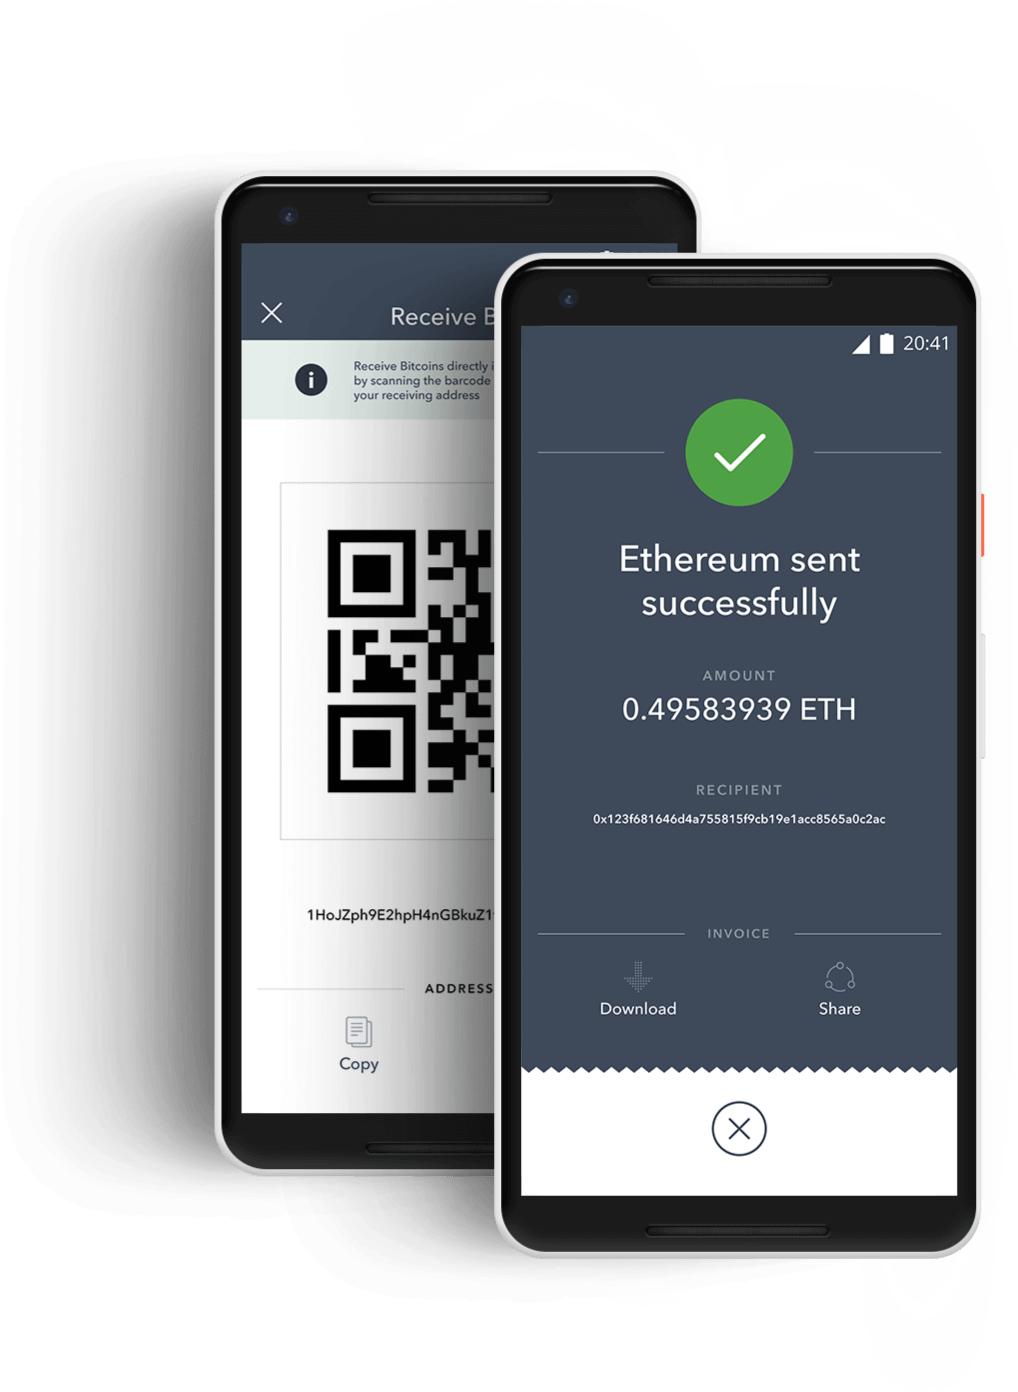 Receive
Receive Bitcoins directly
by scanning the barcode
your receiving address
1HoJZph9E2hpH4nGBkuZ1
ADDRESS
Copy
20:41
Ethereum sent
successfully
AMOUNT
0.49583939 ETH
RECIPIENT
0x123f681646d4a755815f9cb19e1acc8565a0c2ac
INVOICE
Download
Share